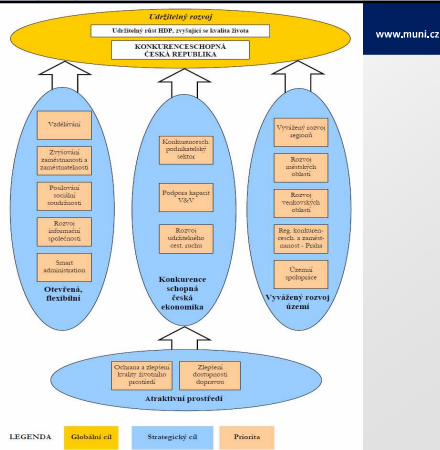 Udržitelný rozvoj
Udržitelný růst HDP, zvyšující se kvalita života
KONKURENCESCHOPNÁ
ČESKÁ REPUBLIKA
www.muni.cz
Vzdělávání
Zvyšování
zaměstnanosti a
zaměstnatelnosti
Posilování
sociální
soudržnosti
Rozvoj
informační
společnosti
Smart
administration
Otevřená,
flexibilní
Konkurencesch.
podnikatelský
sektor
Podpora kapacit
V&V
Rozvoj
udržitelného
cest. ruchu
Konkurence
schopná
česká
ekonomika
Vyvážený rozvoj
regionů
Rozvoj
městských
oblastí
Rozvoj
venkovských
oblastí
Reg. konkuren-
cesch. a zaměst-
nanost - Praha
Územní
spolupráce
Vyvážený rozvoj
území
Ochrana a zlepšení
kvality životního
prostředí
Zlepšení
dostupnosti
dopravou
Atraktivní prostředí
LEGENDA
Globální cíl
Strategický cíl
Priorita